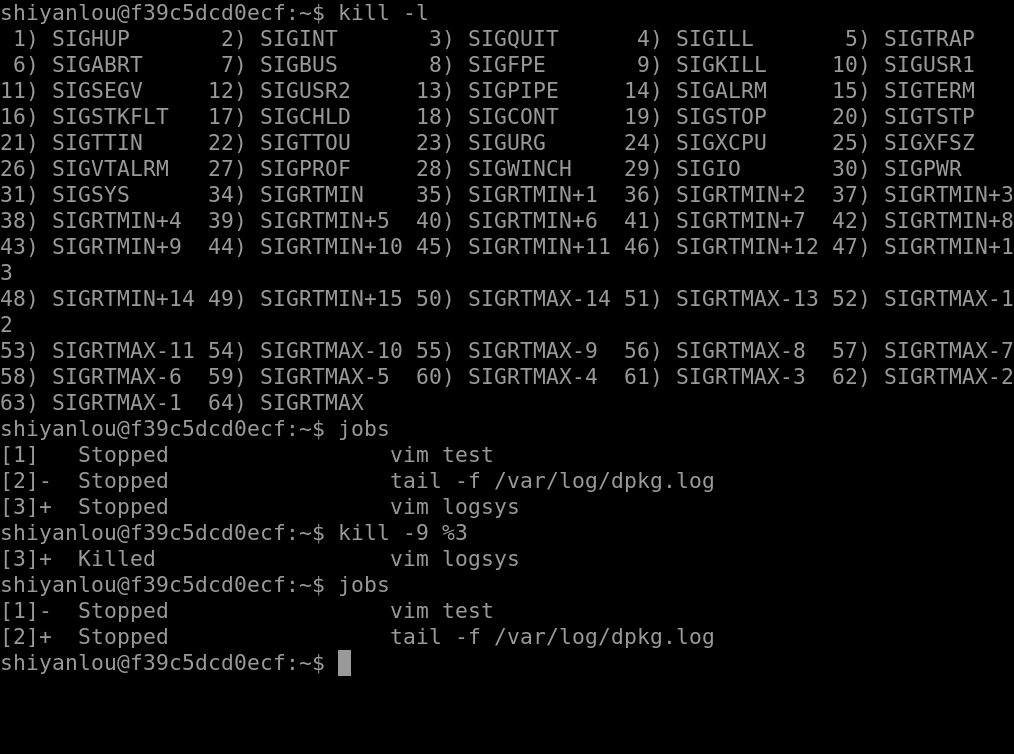 shiyanlou@f39c5dcd0ecf:~$ kill -l
 1) SIGHUP       2) SIGINT       3) SIGQUIT      4) SIGILL       5) SIGTRAP
 6) SIGABRT      7) SIGBUS       8) SIGFPE       9) SIGKILL     10) SIGUSR1
11) SIGSEGV     12) SIGUSR2     13) SIGPIPE     14) SIGALRM     15) SIGTERM
16) SIGSTKFLT   17) SIGCHLD     18) SIGCONT     19) SIGSTOP     20) SIGTSTP
21) SIGTTIN     22) SIGTTOU     23) SIGURG      24) SIGXCPU     25) SIGXFSZ
26) SIGVTALRM   27) SIGPROF     28) SIGWINCH    29) SIGIO       30) SIGPWR
31) SIGSYS      34) SIGRTMIN    35) SIGRTMIN+1  36) SIGRTMIN+2  37) SIGRTMIN+3
38) SIGRTMIN+4  39) SIGRTMIN+5  40) SIGRTMIN+6  41) SIGRTMIN+7  42) SIGRTMIN+8
43) SIGRTMIN+9  44) SIGRTMIN+10 45) SIGRTMIN+11 46) SIGRTMIN+12 47) SIGRTMIN+1
3
48) SIGRTMIN+14 49) SIGRTMIN+15 50) SIGRTMAX-14 51) SIGRTMAX-13 52) SIGRTMAX-1
2
53) SIGRTMAX-11 54) SIGRTMAX-10 55) SIGRTMAX-9  56) SIGRTMAX-8  57) SIGRTMAX-7
58) SIGRTMAX-6  59) SIGRTMAX-5  60) SIGRTMAX-4  61) SIGRTMAX-3  62) SIGRTMAX-2
63) SIGRTMAX-1  64) SIGRTMAX
shiyanlou@f39c5dcd0ecf:~$ jobs
[1]   Stopped                 vim test
[2]-  Stopped                 tail -f /var/log/dpkg.log
[3]+  Stopped                 vim logsys
shiyanlou@f39c5dcd0ecf:~$ kill -9 %3
[3]+  Killed                  vim logsys
shiyanlou@f39c5dcd0ecf:~$ jobs
[1]-  Stopped                 vim test
[2]+  Stopped                 tail -f /var/log/dpkg.log
shiyanlou@f39c5dcd0ecf:~$